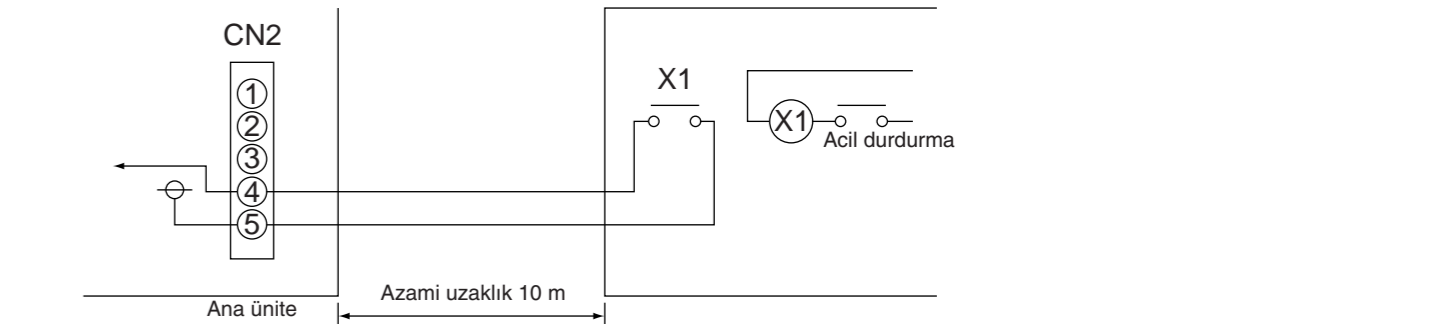 CN2
X1
1
2
3
4
5
X1
Acil durdurma
Ana ünite
Azami uzaklık 10 m